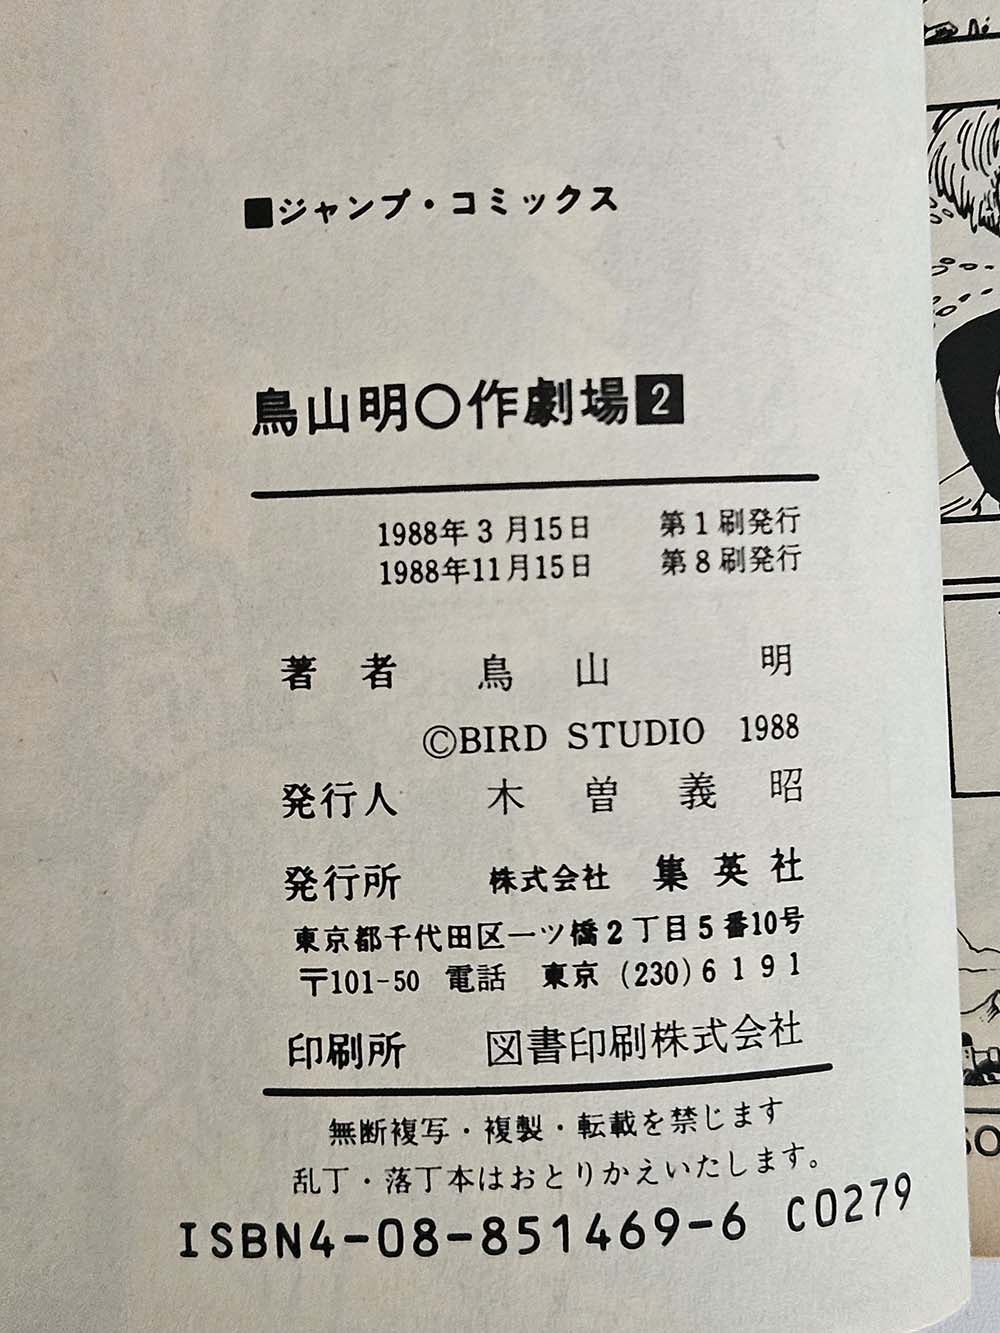 ■ジャンプ・コミックス
鳥山明〇作劇場2
1988年3月15日 第1刷発行
1988年11月15日 第8刷発行
著者 鳥山 明
©BIRD STUDIO 1988
発行人 木曽義昭
発行所 株式会社 集英社
東京都千代田区一ツ橋2丁目5番10号
〒101-50 電話 東京 (230)6191
印刷所 図書印刷株式会社
無断複写・複製・転載を禁じます
乱丁・落丁本はおとりかえいたします。
ISBN4-08-851469-6 C0279